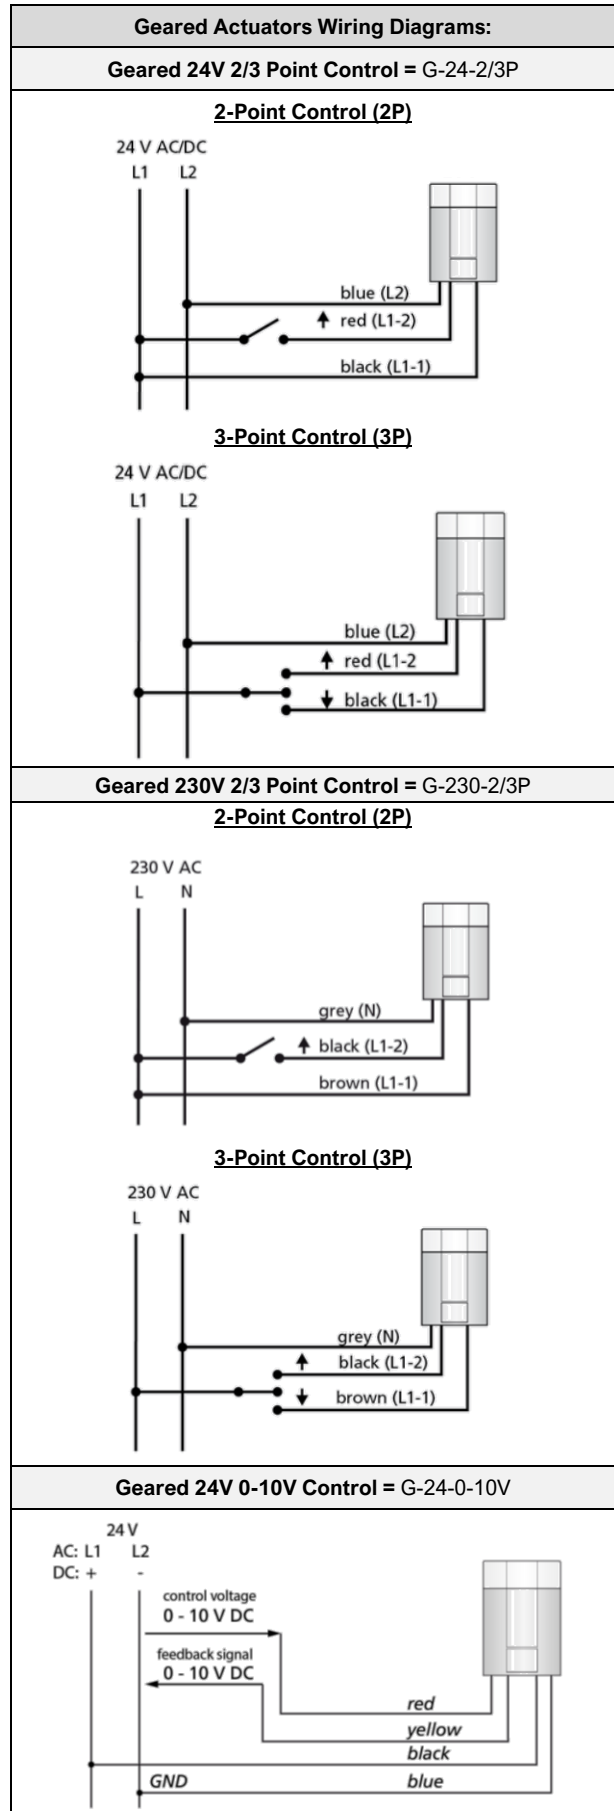 Geared Actuators Wiring Diagrams:
Geared 24V 2/3 Point Control = G-24-2/3P
2-Point Control (2P)
24 V AC/DC
L1 L2
blue (L2)
red (L1-2)
black (L1-1)
3-Point Control (3P)
24 V AC/DC
L1 L2
blue (L2)
red (L1-2
black (L1-1)
Geared 230V 2/3 Point Control = G-230-2/3P
2-Point Control (2P)
230 V AC
L N
grey (N)
black (L1-2)
brown (L1-1)
3-Point Control (3P)
230 V AC
L N
grey (N)
black (L1-2)
brown (L1-1)
Geared 24V 0-10V Control = G-24-0-10V
24 V
AC: L1 L2
DC: + -
control voltage
0 - 10 V DC
feedback signal
0 - 10 V DC
red
yellow
black
GND blue